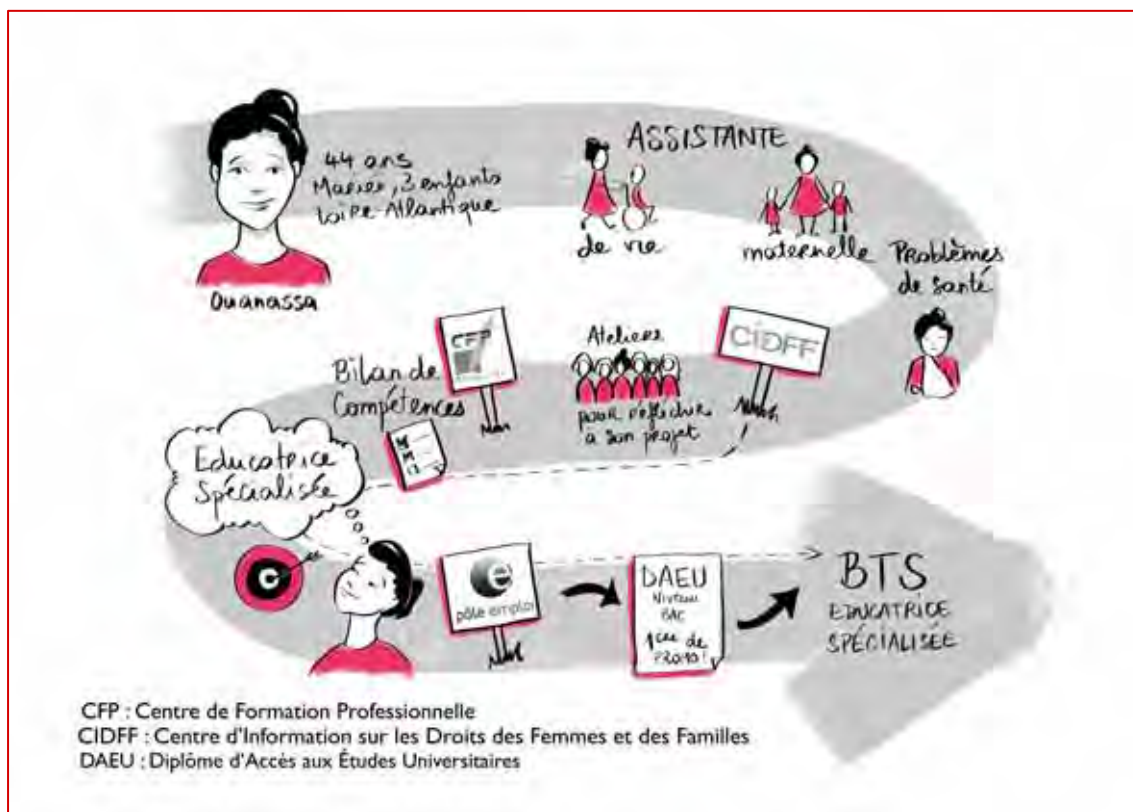 44 ans
Mariée, 3 enfants
Loire-Atlantique
Ouanassa
ASSISTANTE
de vie
maternelle
Problèmes
de santé
CIDFF
Ateliers
pour réfléchir
à son projet
CFP
Bilan de
Compétences
Educatrice
Spécialisée
C
e
pôle emploi
DAEU
NIVEAU
BAC
1ère de
PROMO!
BTS
EDUCATRICE
SPÉCIALISÉE
CFP : Centre de Formation Professionnelle
CIDFF : Centre d'Information sur les Droits des Femmes et des Familles
DAEU : Diplôme d'Accès aux Études Universitaires